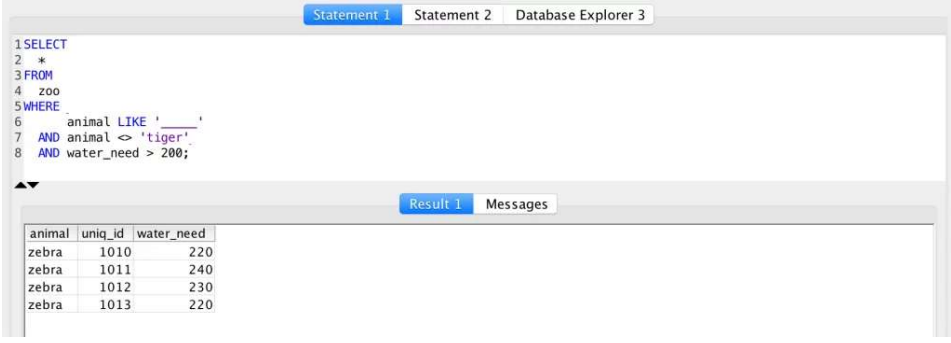 Statement 1 Statement 2 Database Explorer 3
1 SELECT
2 *
3 FROM
4 zoo
5 WHERE
6 animal LIKE '_____'
7 AND animal <> 'tiger'
8 AND water_need > 200;
Result 1 Messages
animal uniq_id water_need
zebra 1010 220
zebra 1011 240
zebra 1012 230
zebra 1013 220